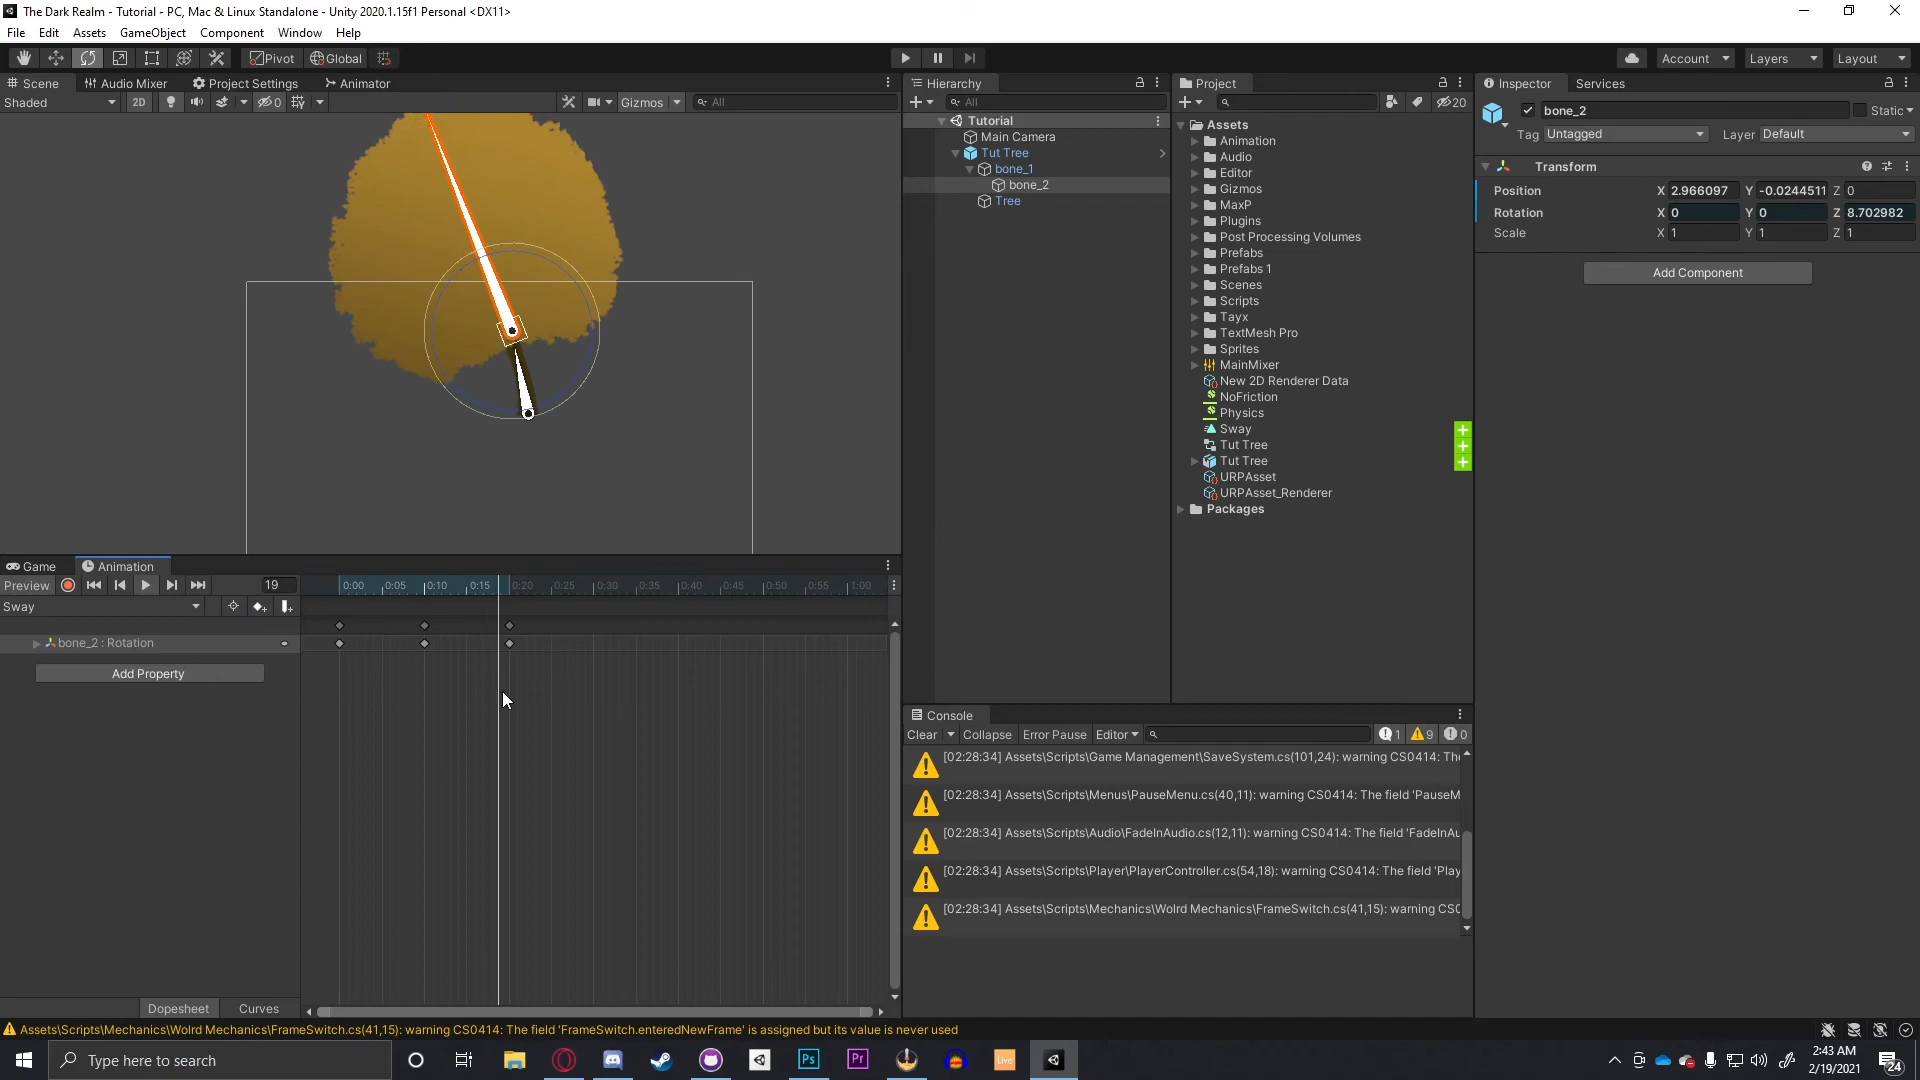 The Dark Realm - Tutorial - PC, Mac & Linux Standalone - Unity 2020.1.15f1 Personal <DX11>
File Edit Assets GameObject Component Window Help
Pivot Global Account Layers Layout
Scene Audio Mixer Project Settings Animator
Shaded 2D 0 Gizmos All
Hierarchy
All
Tutorial
Main Camera
Tut Tree
bone_1
bone_2
Tree
Project
20
Assets
Animation
Audio
Editor
Gizmos
MaxP
Plugins
Post Processing Volumes
Prefabs
Prefabs 1
Scenes
Scripts
Tayx
TextMesh Pro
Sprites
MainMixer
New 2D Renderer Data
NoFriction
Physics
Sway
Tut Tree
Tut Tree
URPAsset
URPAsset_Renderer
Packages
Inspector Services
bone_2 Static
Tag Untagged Layer Default
Transform
Position X 2.966097 Y -0.0244511 Z 0
Rotation X 0 Y 0 Z 8.702982
Scale X 1 Y 1 Z 1
Add Component
Game Animation
Preview 19 0:00 0:05 0:10 0:15 0:20 0:25 0:30 0:35 0:40 0:45 0:50 0:55 1:00
Sway
bone_2 : Rotation
Add Property
Dopesheet Curves
Console
Clear Collapse Error Pause Editor 1 9 0
[02:28:34] Assets\Scripts\Game Management\SaveSystem.cs(101,24): warning CS0414: The
[02:28:34] Assets\Scripts\Menus\PauseMenu.cs(40,11): warning CS0414: The field 'PauseM
[02:28:34] Assets\Scripts\Audio\FadeInAudio.cs(12,11): warning CS0414: The field 'FadeInAu
[02:28:34] Assets\Scripts\Player\PlayerController.cs(54,18): warning CS0414: The field 'Play
[02:28:34] Assets\Scripts\Mechanics\Wolrd Mechanics\FrameSwitch.cs(41,15): warning CS0
Assets\Scripts\Mechanics\Wolrd Mechanics\FrameSwitch.cs(41,15): warning CS0414: The field 'FrameSwitch.enteredNewFrame' is assigned but its value is never used
Type here to search
Ps Pr Live
2:43 AM
2/19/2021
24